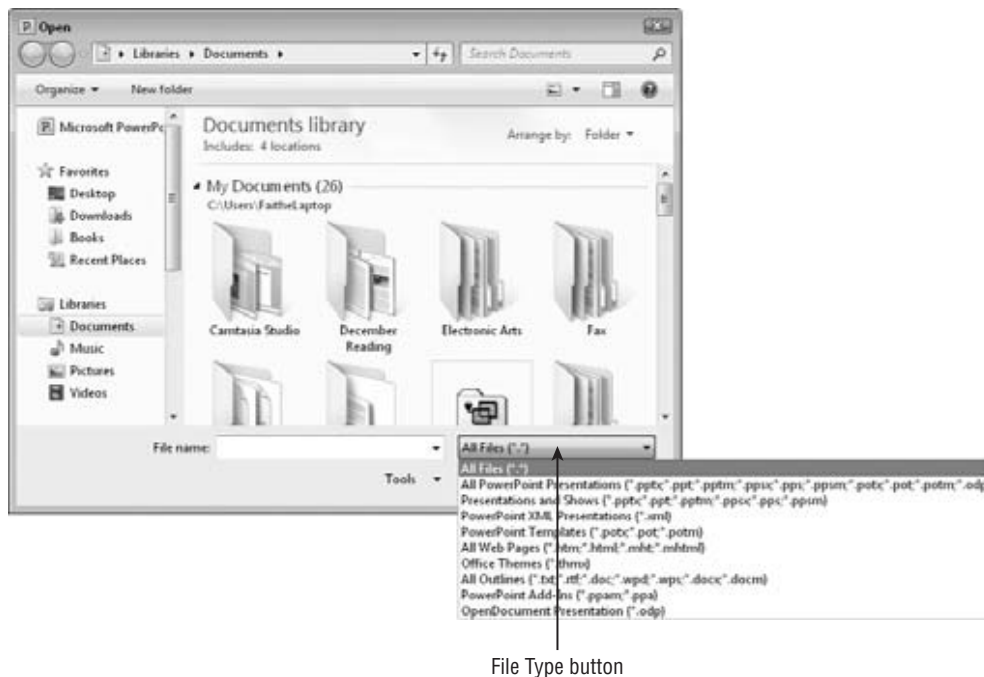 Open
Libraries ▸ Documents ▸
Search Documents
Organize
New folder
Microsoft PowerPo
Documents library
Includes: 4 locations
Arrange by: Folder
Favorites
Desktop
Downloads
Books
Recent Places
Libraries
Documents
Music
Pictures
Videos
My Documents (26)
C:\Users\FaitheLaptop
Camtasia Studio
December
Reading
Electronic Arts
Fax
File name:
All Files (*.*)
Tools
All Files (*.*)
All PowerPoint Presentations (*.pptx;*.ppt;*.pptm;*.ppsx;*.pps;*.ppsm;*.potx;*.pot;*.potm;*.odp
Presentations and Shows (*.pptx;*.ppt;*.pptm;*.ppsx;*.pps;*.ppsm)
PowerPoint XML Presentations (*.xml)
PowerPoint Templates (*.potx;*.pot;*.potm)
All Web Pages (*.htm;*.html;*.mht;*.mhtml)
Office Themes (*.thmx)
All Outlines (*.txt;*.rtf;*.doc;*.wpd;*.wps;*.docx;*.docm)
PowerPoint Add-Ins (*.ppam;*.ppa)
OpenDocument Presentation (*.odp)
File Type button